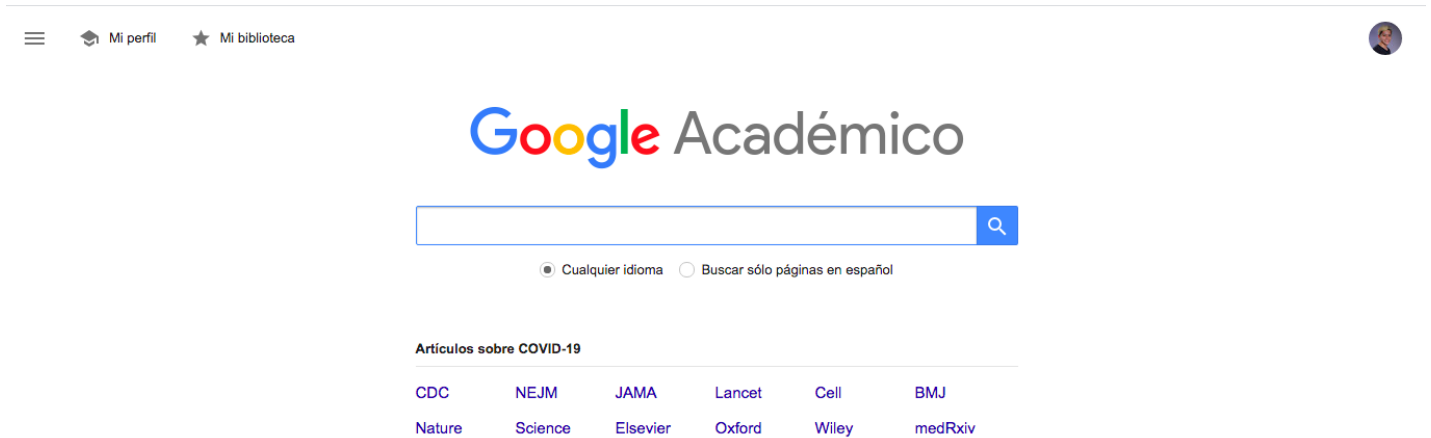 Mi perfil Mi biblioteca
Google Académico
Cualquier idioma Buscar sólo páginas en español
Artículos sobre COVID-19
CDC NEJM JAMA Lancet Cell BMJ
Nature Science Elsevier Oxford Wiley medRxiv